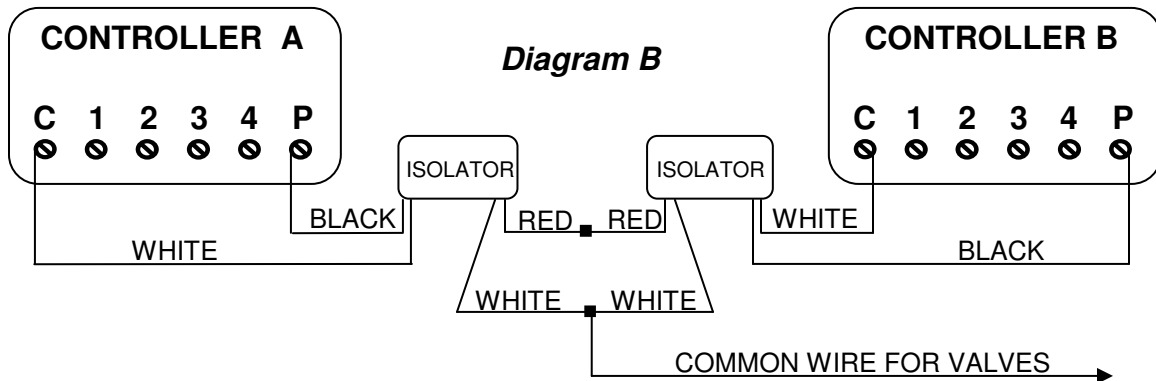 CONTROLLER A
CONTROLLER B
Diagram B
C 1 2 3 4 P
C 1 2 3 4 P
ISOLATOR
ISOLATOR
BLACK
RED
RED
WHITE
WHITE
BLACK
WHITE
WHITE
COMMON WIRE FOR VALVES